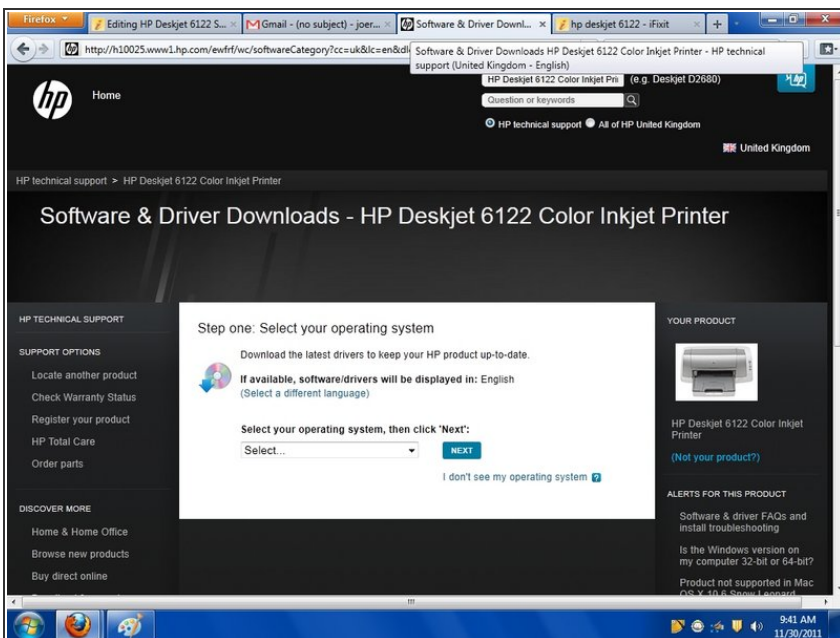 Firefox
Editing HP Deskjet 6122 S...
Gmail - (no subject) - joer...
Software & Driver Downl...
hp deskjet 6122 - iFixit
http://h10025.www1.hp.com/ewfrf/wc/softwareCategory?cc=uk&lc=en&dl
Software & Driver Downloads HP Deskjet 6122 Color Inkjet Printer - HP technical
support (United Kingdom - English)
hp
Home
HP Deskjet 6122 Color Inkjet Pri
(e.g. Deskjet D2680)
Question or keywords
HP technical support
All of HP United Kingdom
United Kingdom
HP technical support > HP Deskjet 6122 Color Inkjet Printer
Software & Driver Downloads - HP Deskjet 6122 Color Inkjet Printer
HP TECHNICAL SUPPORT
SUPPORT OPTIONS
Locate another product
Check Warranty Status
Register your product
HP Total Care
Order parts
DISCOVER MORE
Home & Home Office
Browse new products
Buy direct online
Step one: Select your operating system
Download the latest drivers to keep your HP product up-to-date.
If available, software/drivers will be displayed in: English
(Select a different language)
Select your operating system, then click 'Next':
Select...
NEXT
I don't see my operating system ?
YOUR PRODUCT
HP Deskjet 6122 Color Inkjet
Printer
(Not your product?)
ALERTS FOR THIS PRODUCT
Software & driver FAQs and
install troubleshooting
Is the Windows version on
my computer 32-bit or 64-bit?
Product not supported in Mac
OS X 10.6 Snow Leopard
9:41 AM
11/30/2011